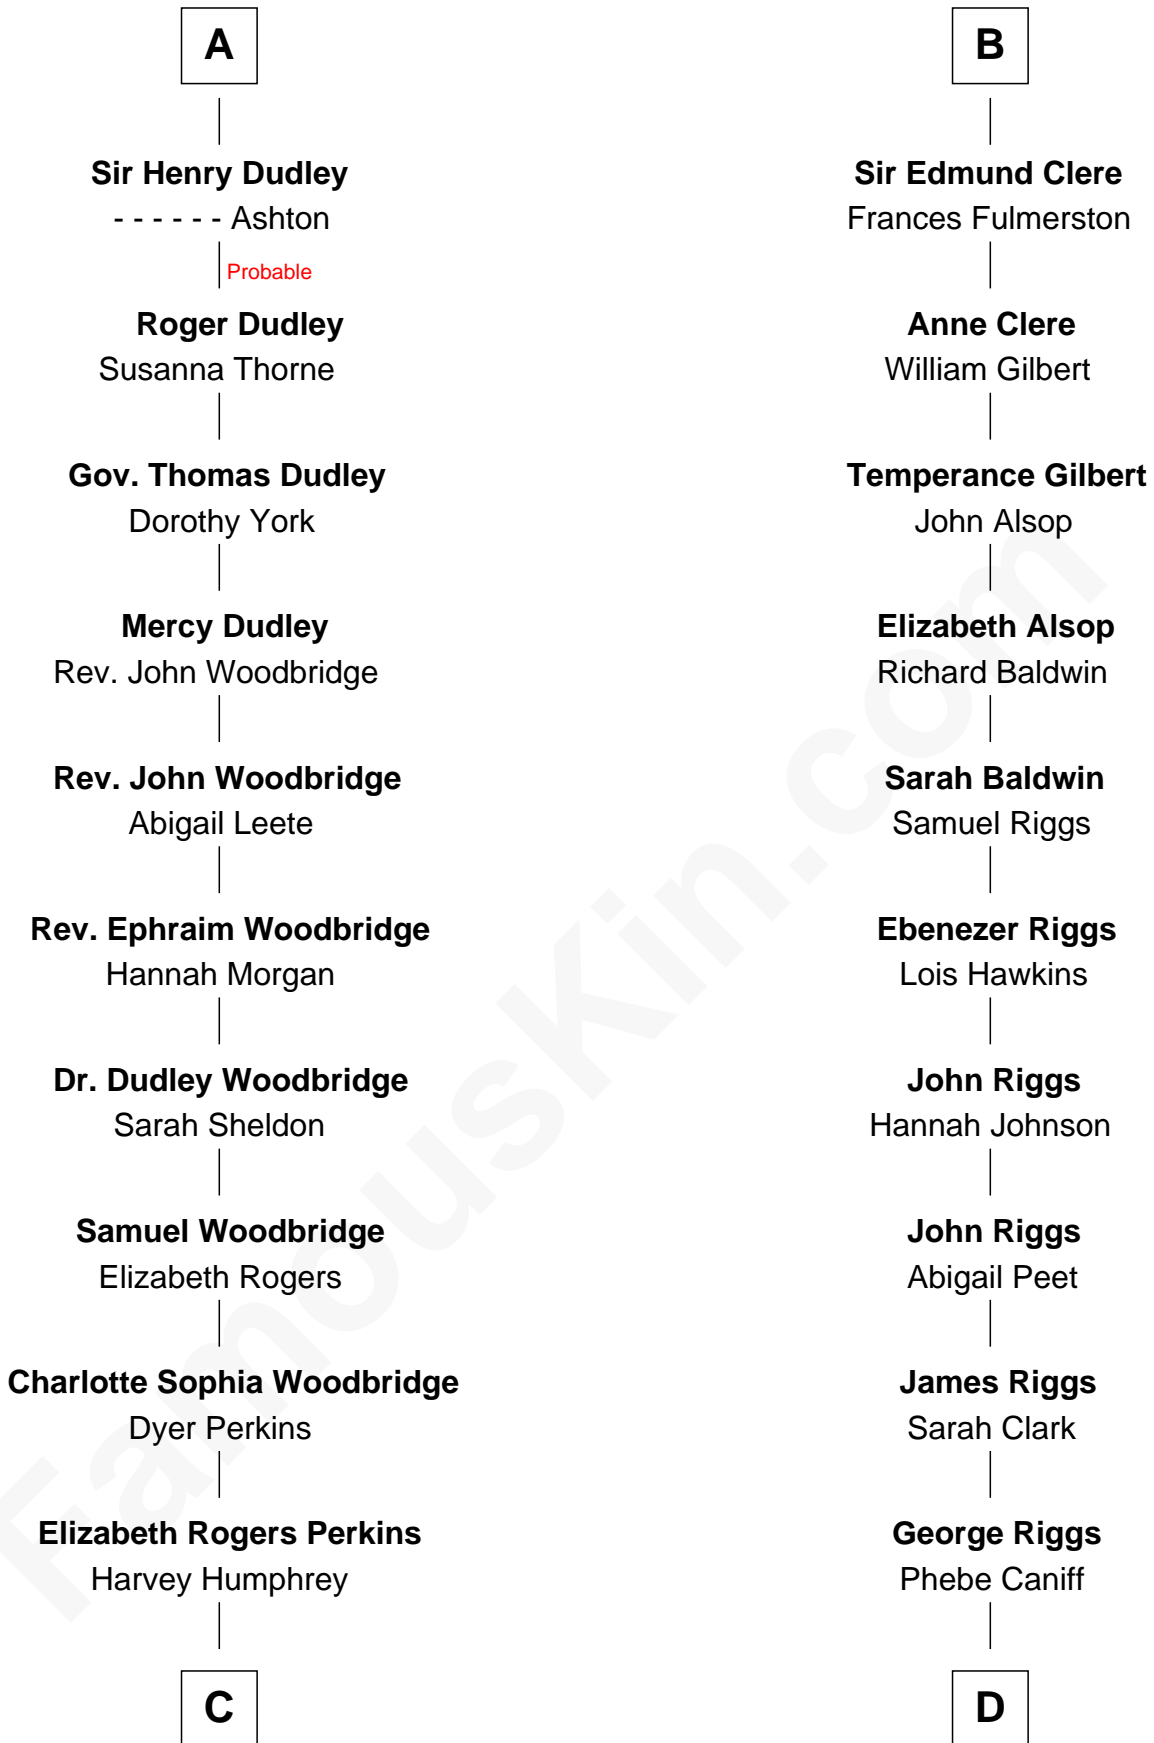 A
Sir Henry Dudley
- - - - - - Ashton
Probable
Roger Dudley
Susanna Thorne
Gov. Thomas Dudley
Dorothy York
Mercy Dudley
Rev. John Woodbridge
Rev. John Woodbridge
Abigail Leete
Rev. Ephraim Woodbridge
Hannah Morgan
Dr. Dudley Woodbridge
Sarah Sheldon
Samuel Woodbridge
Elizabeth Rogers
Charlotte Sophia Woodbridge
Dyer Perkins
Elizabeth Rogers Perkins
Harvey Humphrey
C
B
Sir Edmund Clere
Frances Fulmerston
Anne Clere
William Gilbert
Temperance Gilbert
John Alsop
Elizabeth Alsop
Richard Baldwin
Sarah Baldwin
Samuel Riggs
Ebenezer Riggs
Lois Hawkins
John Riggs
Hannah Johnson
John Riggs
Abigail Peet
James Riggs
Sarah Clark
George Riggs
Phebe Caniff
D
FamousKin.com